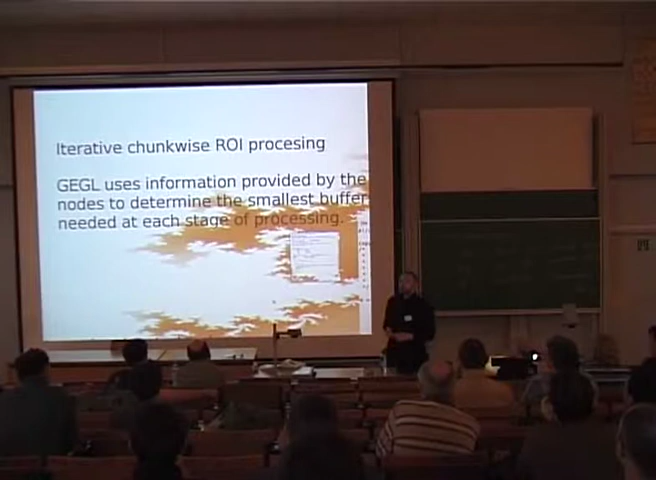 Iterative chunkwise ROI procesing
GEGL uses information provided by the
nodes to determine the smallest buffer
needed at each stage of processing.